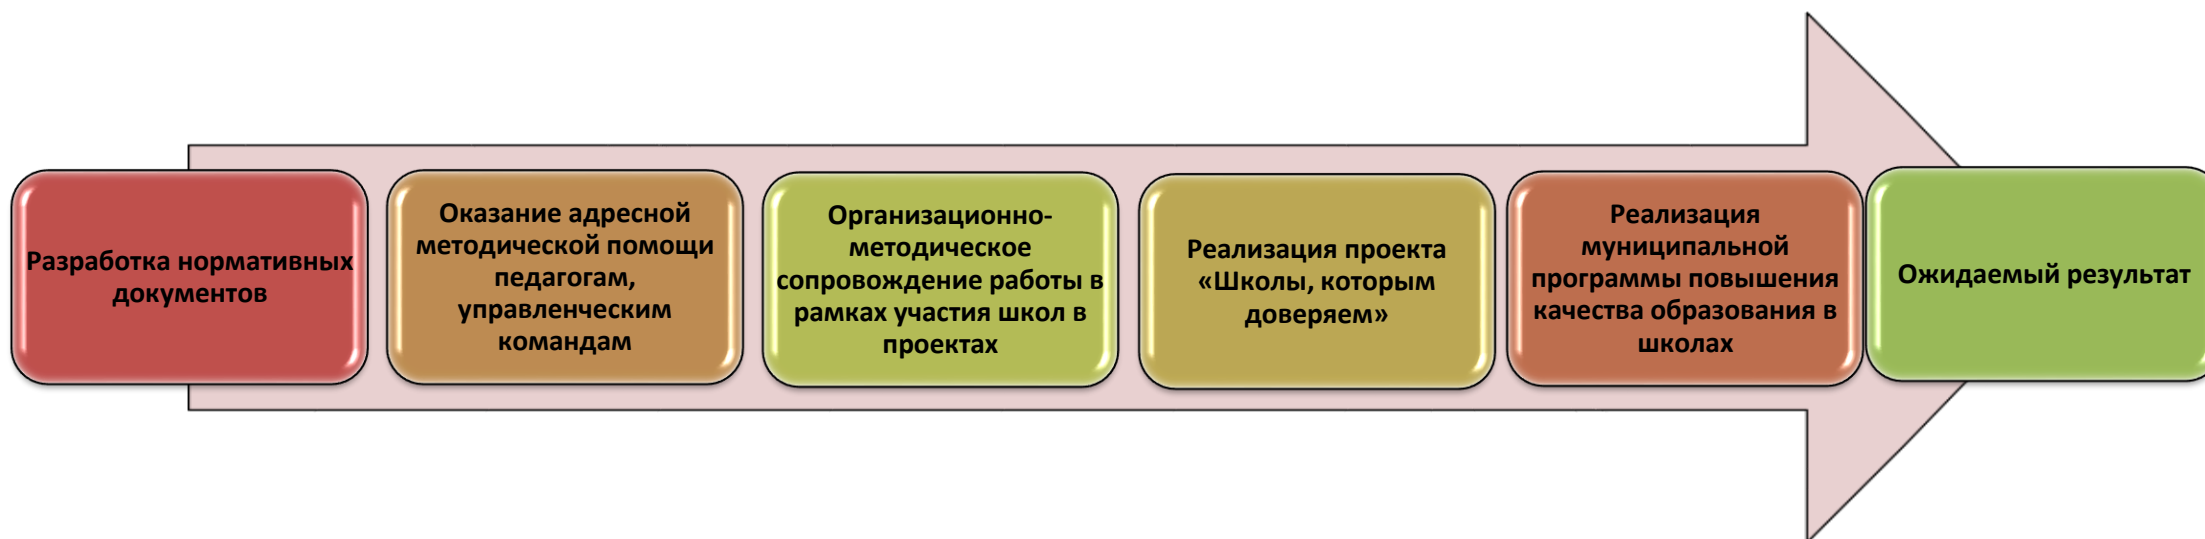 Разработка нормативных
документов
Оказание адресной
методической помощи
педагогам,
управленческим
командам
Организационно-
методическое
сопровождение работы в
рамках участия школ в
проектах
Реализация проекта
«Школы, которым
доверяем»
Реализация
муниципальной
программы повышения
качества образования в
школах
Ожидаемый результат